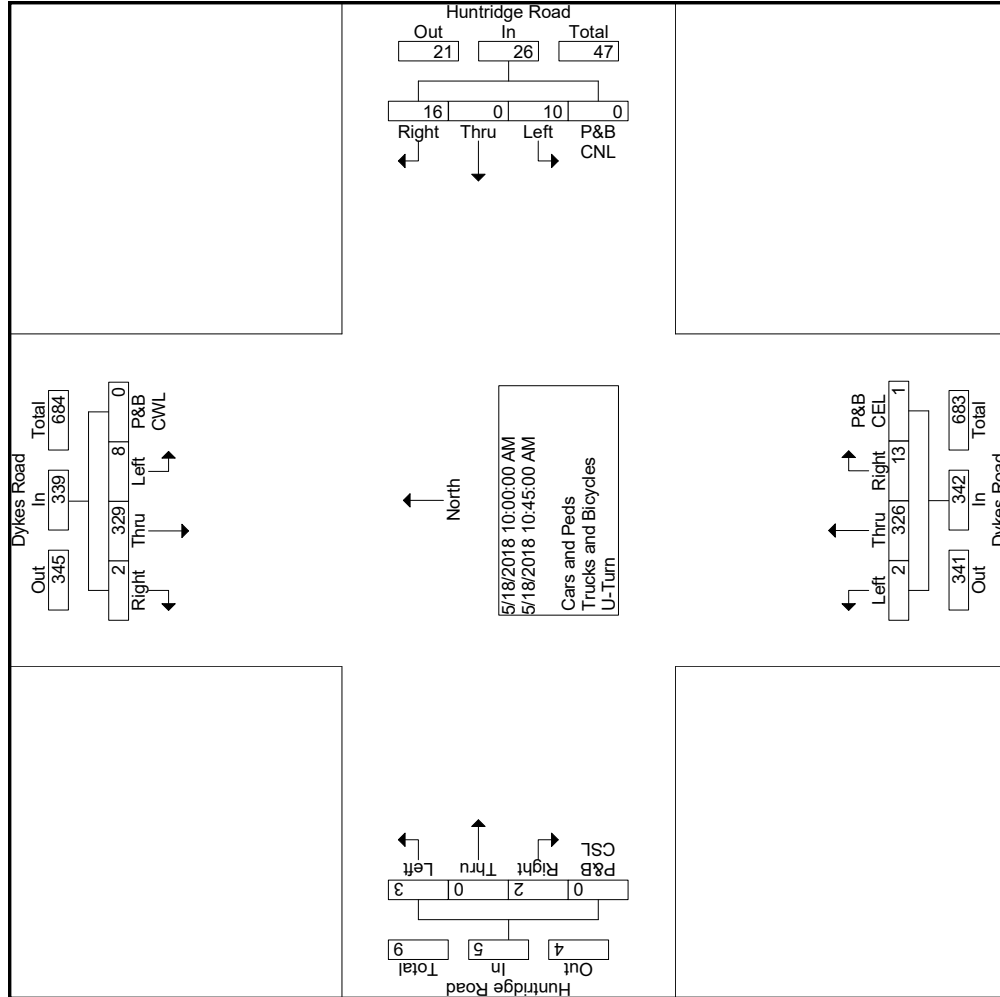 Huntridge Road
Out In Total
21 26 47
16 0 10 0
Right Thru Left P&B
CNL
Dykes Road
Out In Total
345 339 684
2 329 8 0
Right Thru Left P&B
CWL
North
5/18/2018 10:00:00 AM
5/18/2018 10:45:00 AM
Cars and Peds
Trucks and Bicycles
U-Turn
P&B
CEL
Left Thru Right
2 326 13 1
341 342 683
Out In Total
Dykes Road
CSL
Left Thru Right P&B
3 0 2 0
9 5 4
Total In Out
Huntridge Road